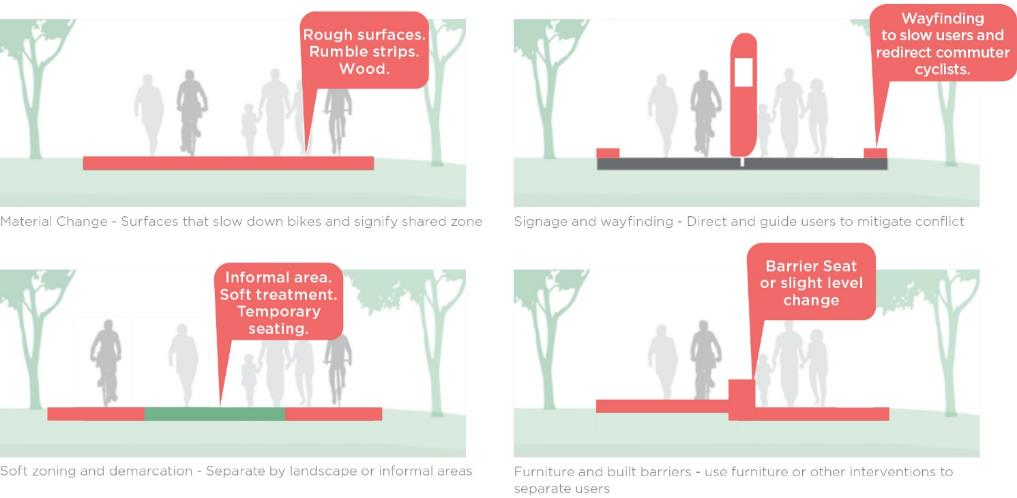 Rough surfaces.
Rumble strips.
Wood.
Material Change - Surfaces that slow down bikes and signify shared zone
Wayfinding
to slow users and
redirect commuter
cyclists.
Signage and wayfinding - Direct and guide users to mitigate conflict
Informal area.
Soft treatment.
Temporary
seating.
Soft zoning and demarcation - Separate by landscape or informal areas
Barrier Seat
or slight level
change
Furniture and built barriers - use furniture or other interventions to
separate users